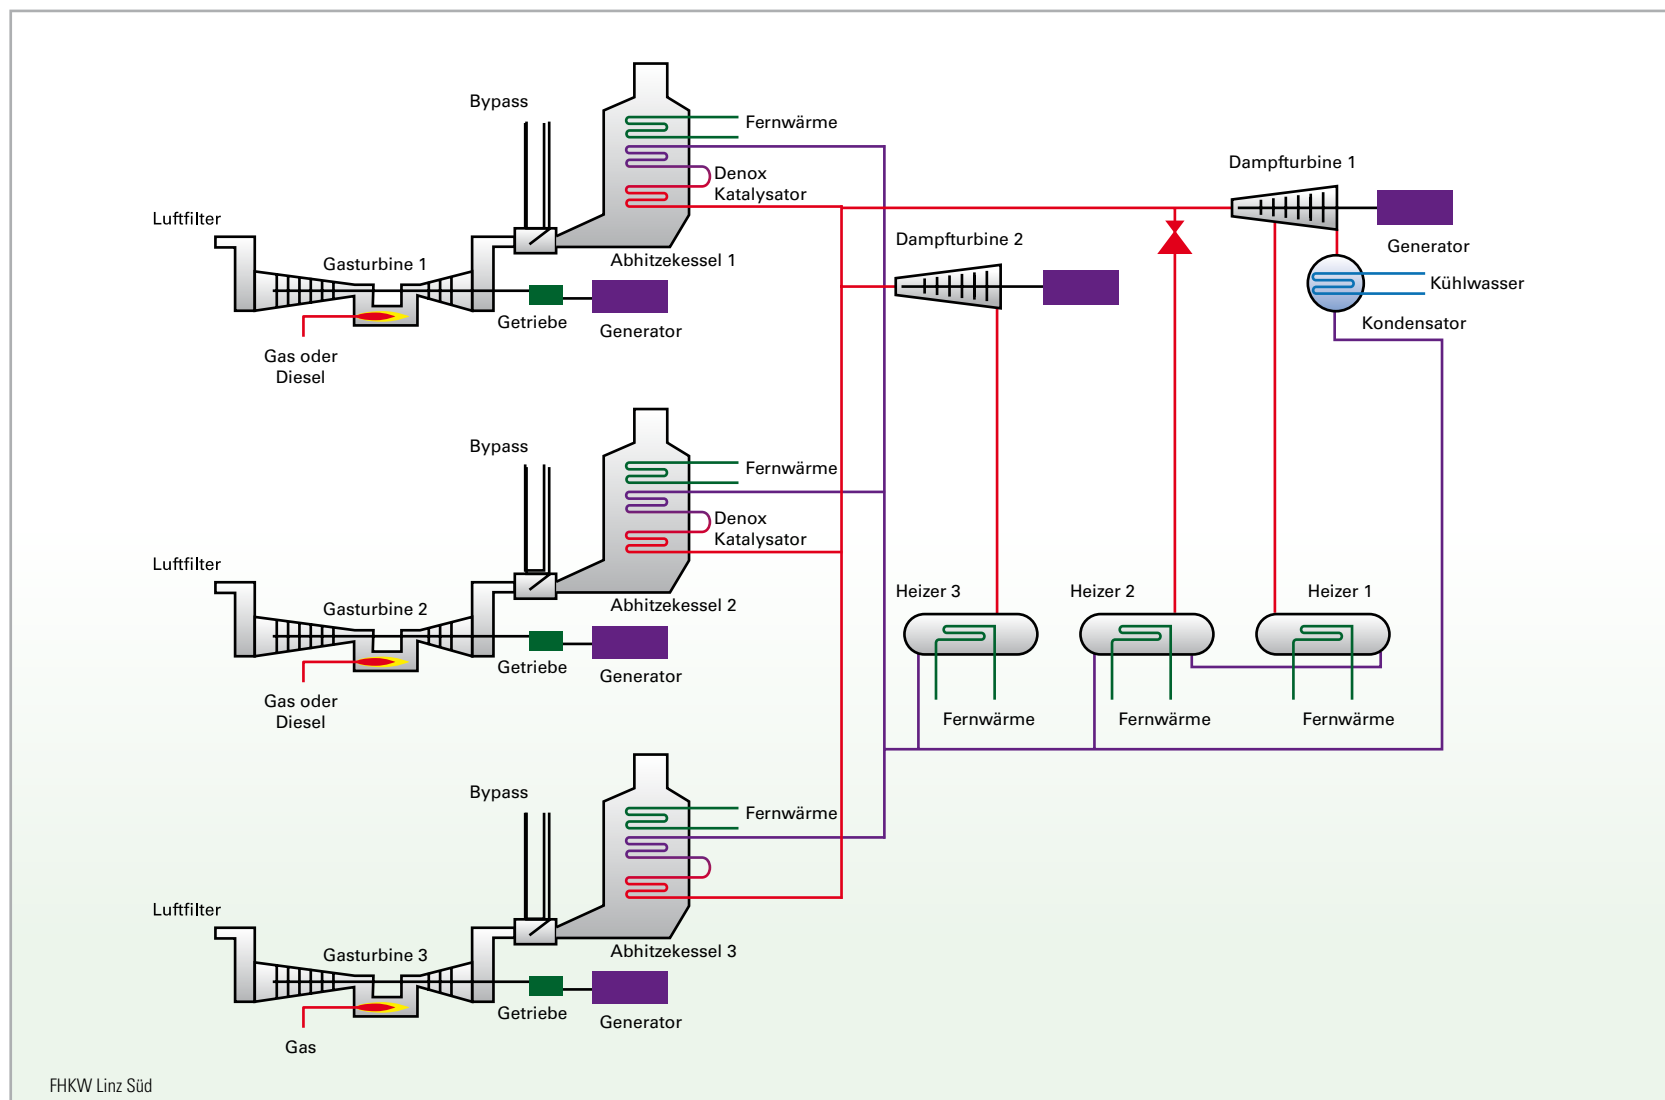 Bypass
Fernwärme
Denox
Katalysator
Luftfilter
Gasturbine 1
Abhitzekessel 1
Getriebe
Generator
Gas oder
Diesel
Dampfturbine 1
Generator
Dampfturbine 2
Kühlwasser
Kondensator
Bypass
Fernwärme
Denox
Katalysator
Luftfilter
Gasturbine 2
Abhitzekessel 2
Getriebe
Generator
Gas oder
Diesel
Heizer 3
Heizer 2
Heizer 1
Fernwärme
Fernwärme
Fernwärme
Bypass
Fernwärme
Luftfilter
Gasturbine 3
Abhitzekessel 3
Getriebe
Generator
Gas
FHKW Linz Süd